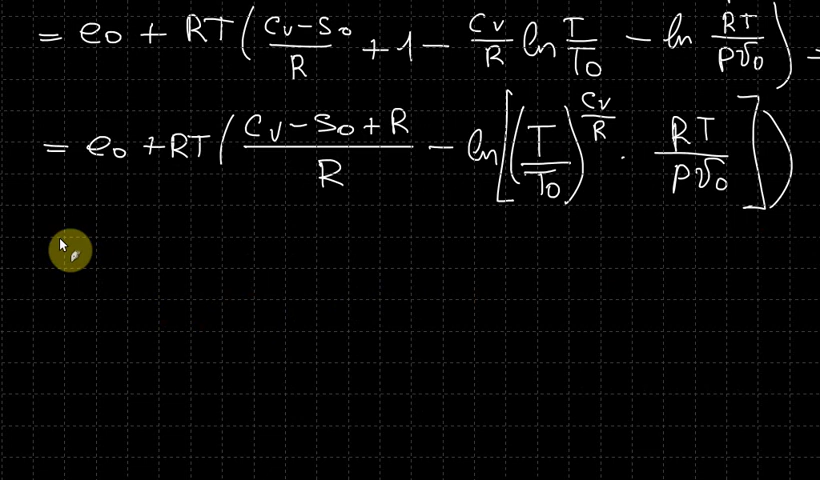 = e₀ + RT( (Cv−S₀)/R + 1 − Cv/R ln T/T₀ − ln RT/(pv₀) ) =
= e₀ + RT( (Cv−S₀+R)/R − ln[ (T/T₀)^(Cv/R) · RT/(pv₀) ] )